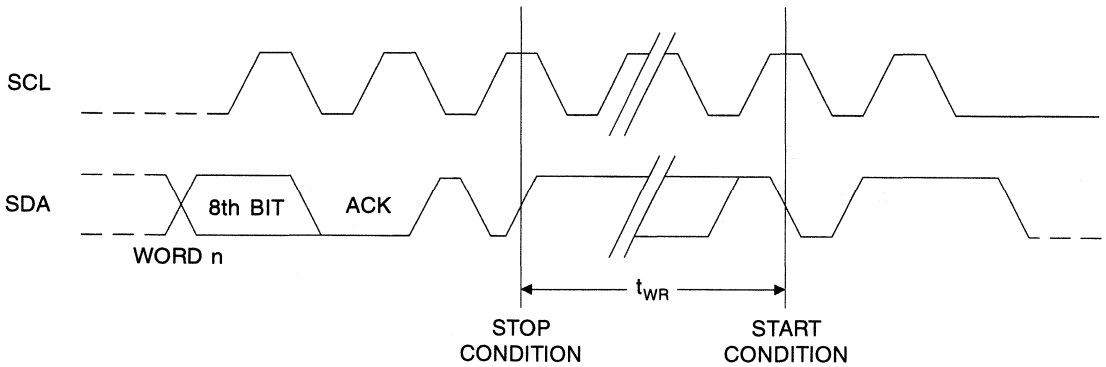 SCL
SDA
8th BIT
ACK
WORD n
tWR
STOP
CONDITION
START
CONDITION